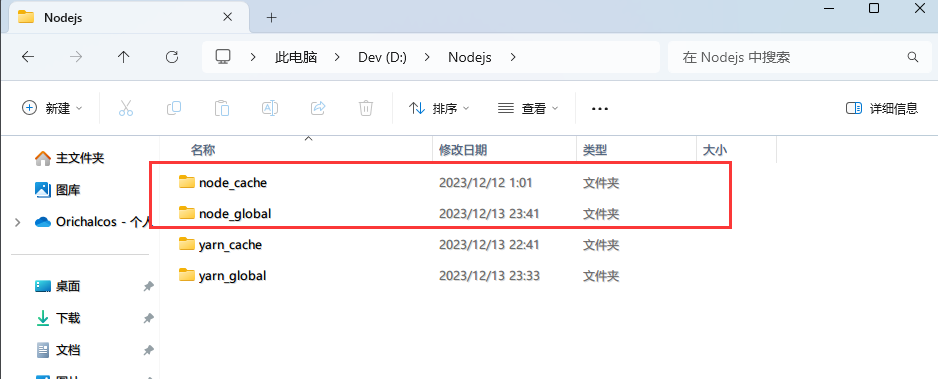 Nodejs
此电脑 Dev (D:) Nodejs 在 Nodejs 中搜索
新建 排序 查看 详细信息
名称 修改日期 类型 大小
主文件夹
图库
Orichalcos - 个人
桌面
下载
文档
图片
node_cache 2023/12/12 1:01 文件夹
node_global 2023/12/13 23:41 文件夹
yarn_cache 2023/12/13 22:41 文件夹
yarn_global 2023/12/13 23:33 文件夹